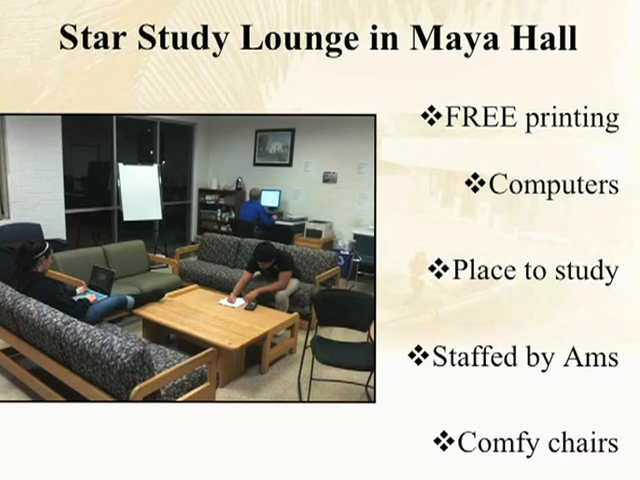 Star Study Lounge in Maya Hall
❖FREE printing
❖Computers
❖Place to study
❖Staffed by Ams
❖Comfy chairs